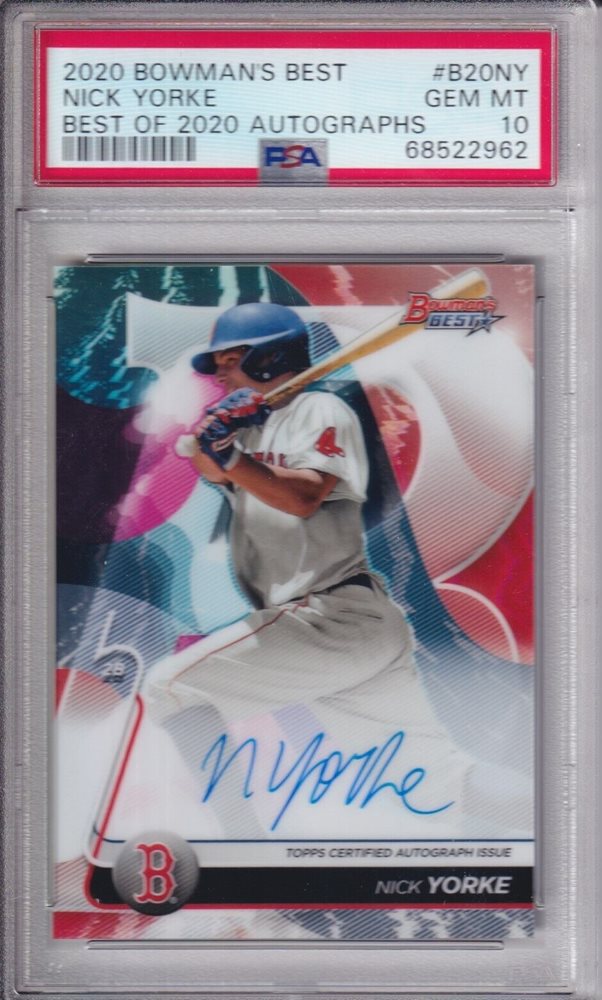 2020 BOWMAN'S BEST #B20NY
NICK YORKE GEM MT
BEST OF 2020 AUTOGRAPHS 10
PSA 68522962
Bowman's
BEST
2B
N Yorke
TOPPS CERTIFIED AUTOGRAPH ISSUE
B
NICK YORKE